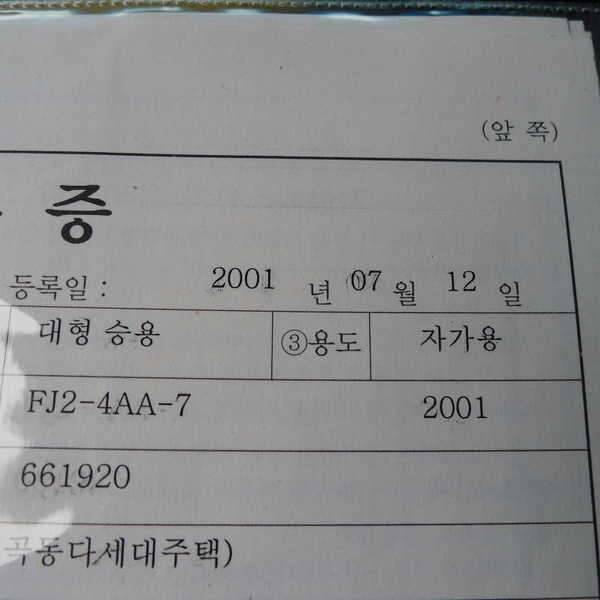 (앞 쪽)
증
등록일 : 2001 년 07 월 12 일
대형 승용 ③용도 자가용
FJ2-4AA-7 2001
661920
곡동다세대주택)